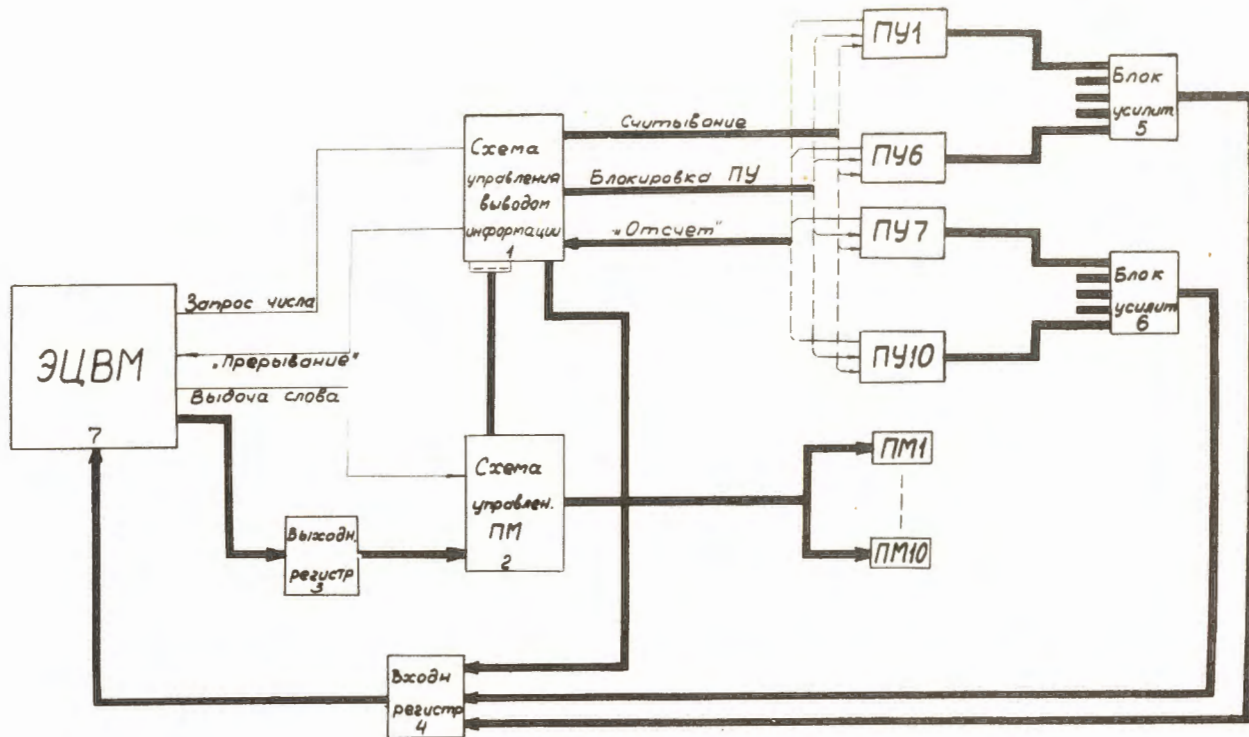 ПУ1
Блок
усилит
5
Считывание
Схема
управления
выводом
информации
1
ПУ6
Блокировка ПУ
"Отсчет"
ПУ7
Блок
усилит
6
Запрос числа
ПУ10
ЭЦВМ
7
„Прерывание"
Выдача слова
ПМ1
Схема
управлен.
ПМ
2
Выходн.
регистр
3
ПМ10
Входн
регистр
4